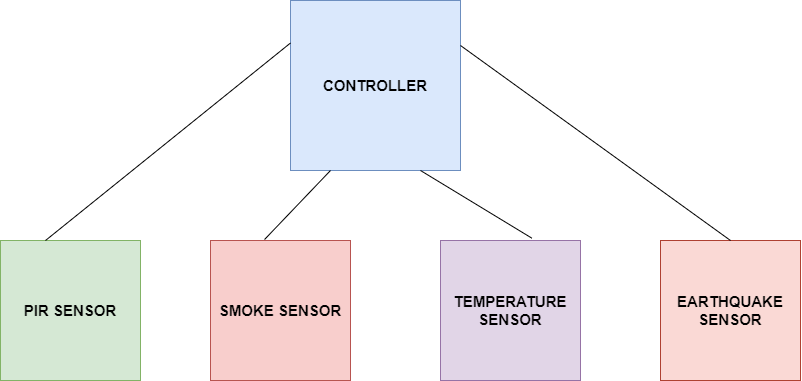 CONTROLLER
PIR SENSOR
SMOKE SENSOR
TEMPERATURE
SENSOR
EARTHQUAKE
SENSOR